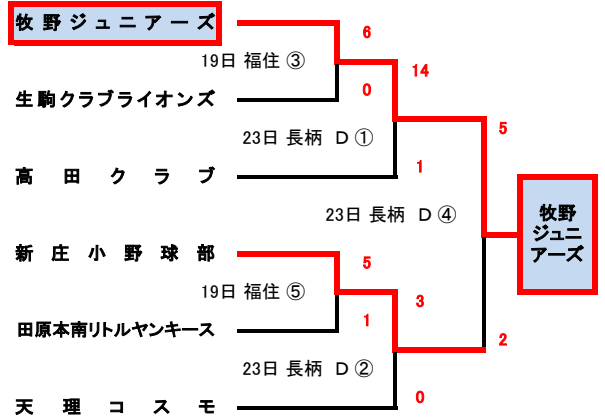 牧野ジュニアーズ
6
19日 福住 ③
14
生駒クラブライオンズ
0
5
23日 長柄 D ①
高田クラブ
1
23日 長柄 D ④
牧野
ジュニ
アーズ
新庄小野球部
5
19日 福住 ⑤
3
田原本南リトルヤンキース
1
2
23日 長柄 D ②
天理コスモ
0